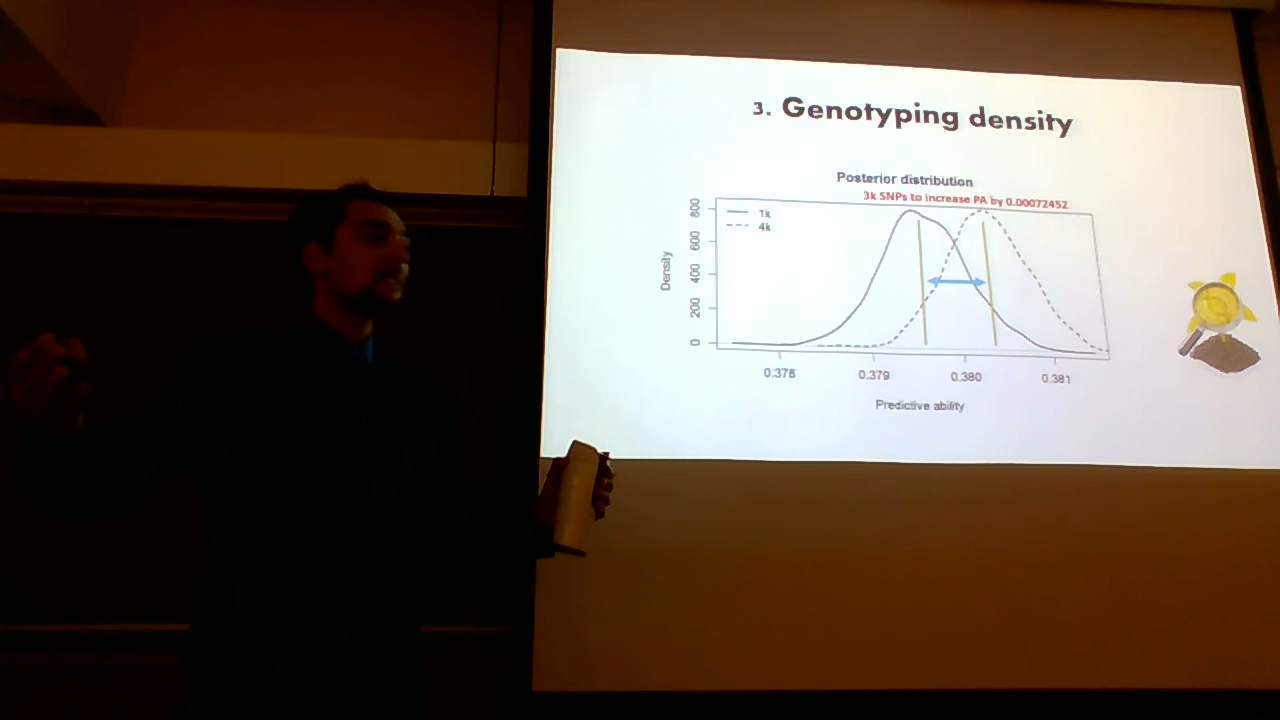 3. Genotyping density
Posterior distribution
3k SNPs to increase PA by 0.00072452
1k
4k
Density
0 200 400 600 800
0.378 0.379 0.380 0.381
Predictive ability